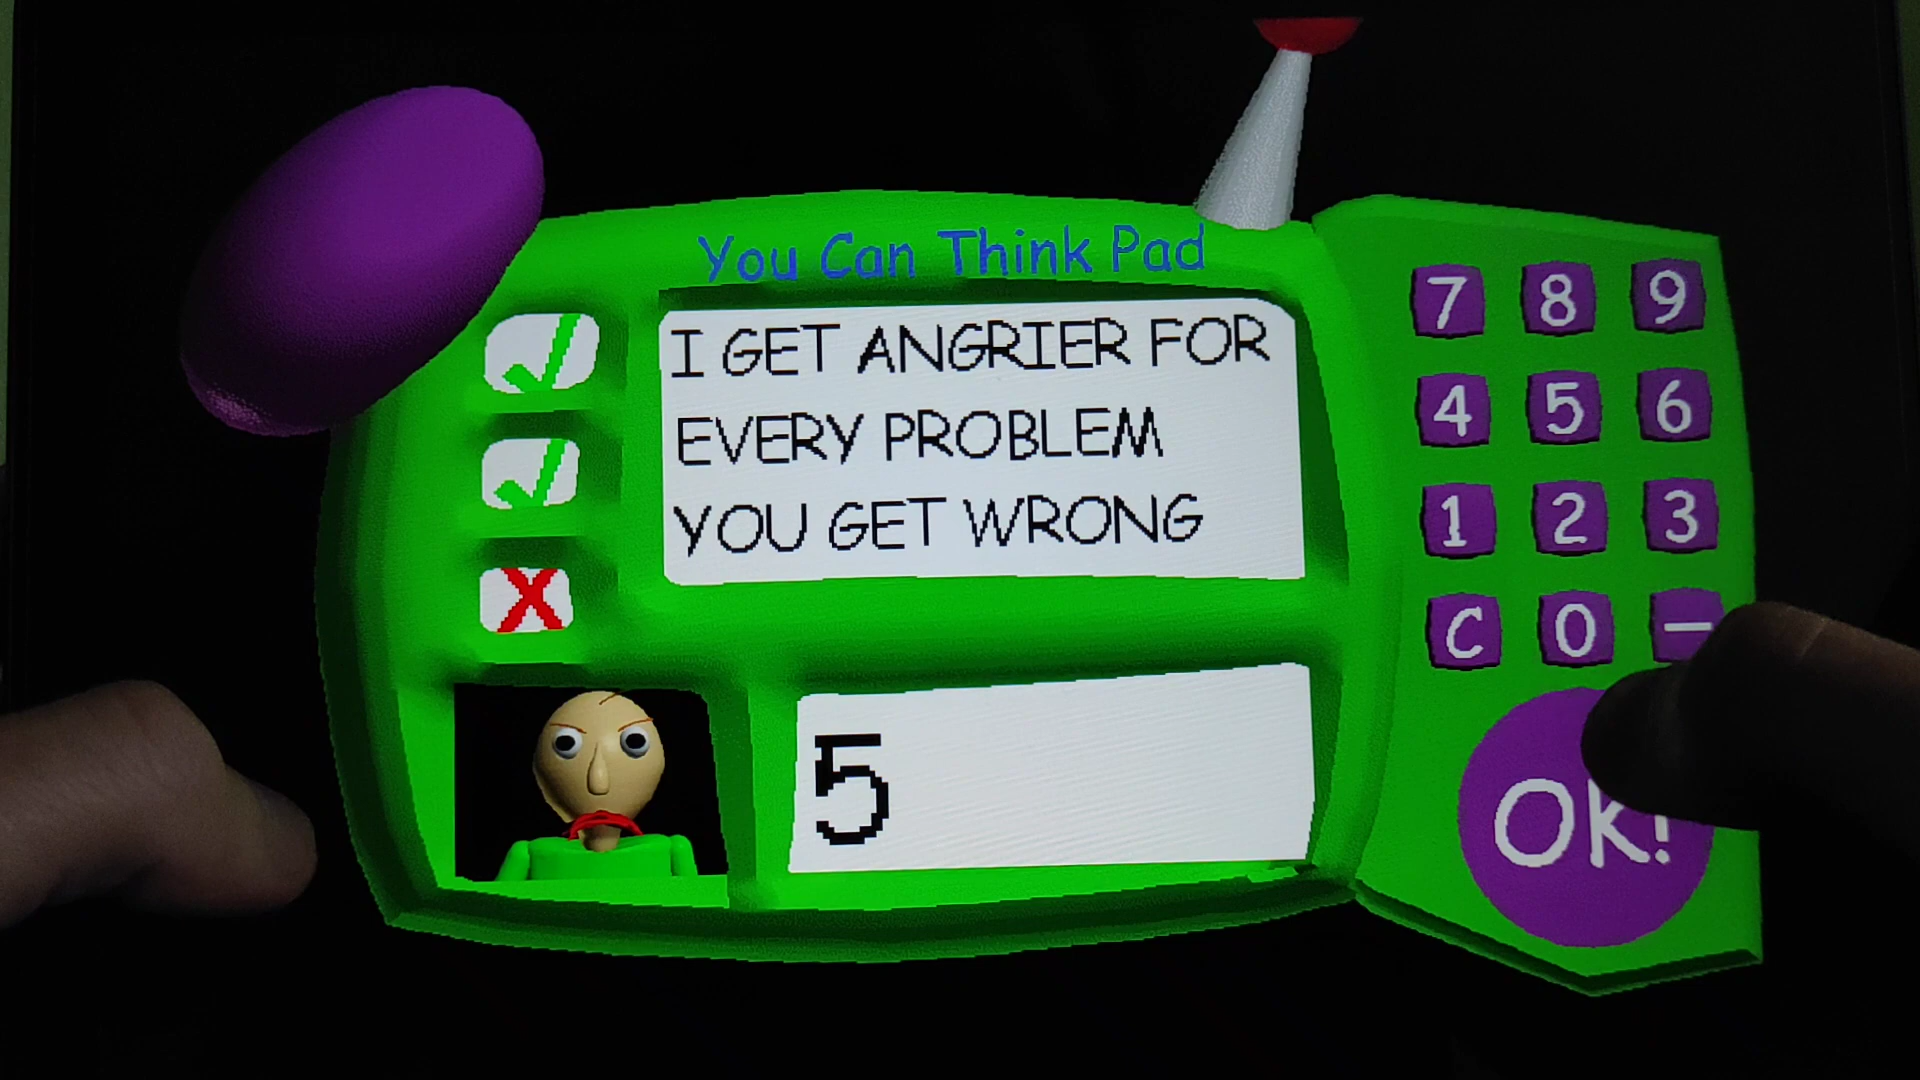 You Can Think Pad
I GET ANGRIER FOR
EVERY PROBLEM
YOU GET WRONG
5
7 8 9
4 5 6
1 2 3
C 0 −
OK!